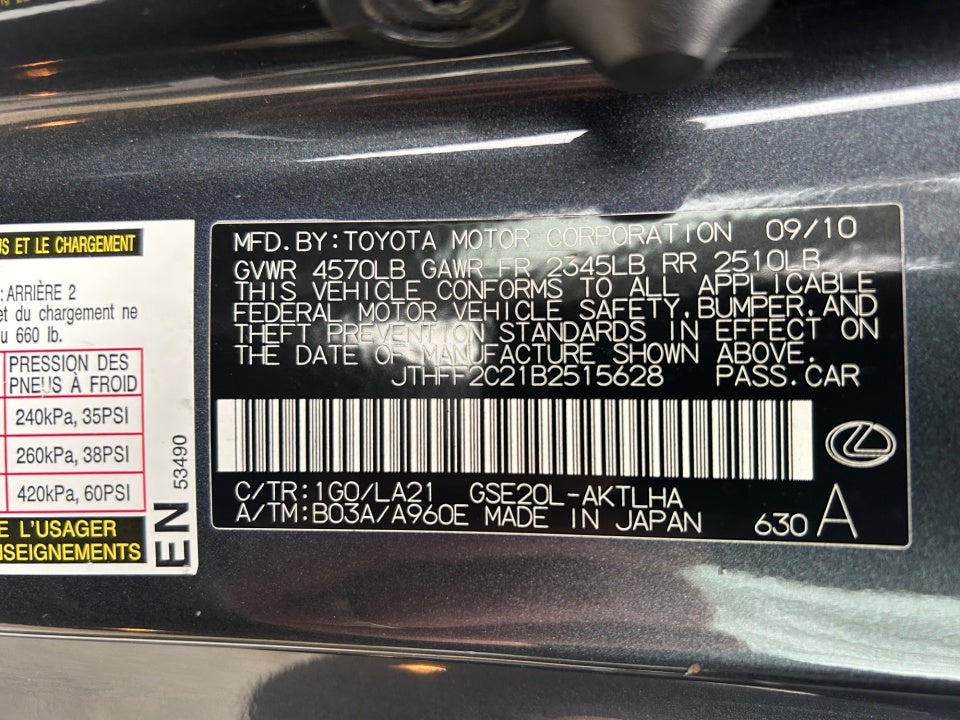 US ET LE CHARGEMENT
: ARRIÈRE 2
et du chargement ne
u 660 lb.
PRESSION DES
PNEUS À FROID
240kPa, 35PSI
260kPa, 38PSI
420kPa, 60PSI
E L'USAGER
NSEIGNEMENTS
EN
53490
MFD.BY:TOYOTA MOTOR CORPORATION 09/10
GVWR 4570LB GAWR FR 2345LB RR 2510LB
THIS VEHICLE CONFORMS TO ALL APPLICABLE
FEDERAL MOTOR VEHICLE SAFETY,BUMPER,AND
THEFT PREVENTION STANDARDS IN EFFECT ON
THE DATE OF MANUFACTURE SHOWN ABOVE.
JTHFF2C21B2515628 PASS.CAR
C/TR:1G0/LA21 GSE20L-AKTLHA
A/TM:B03A/A960E MADE IN JAPAN 630 A